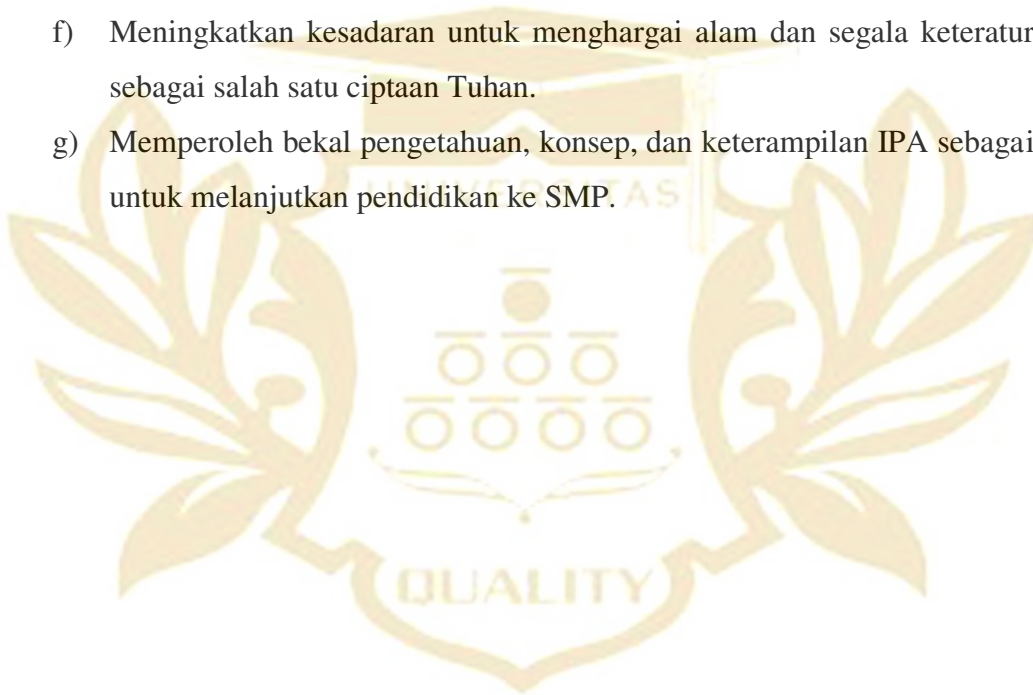 f) Meningkatkan kesadaran untuk menghargai alam dan segala keteratur
sebagai salah satu ciptaan Tuhan.
g) Memperoleh bekal pengetahuan, konsep, dan keterampilan IPA sebagai
untuk melanjutkan pendidikan ke SMP.
UNIVERSITAS
QUALITY